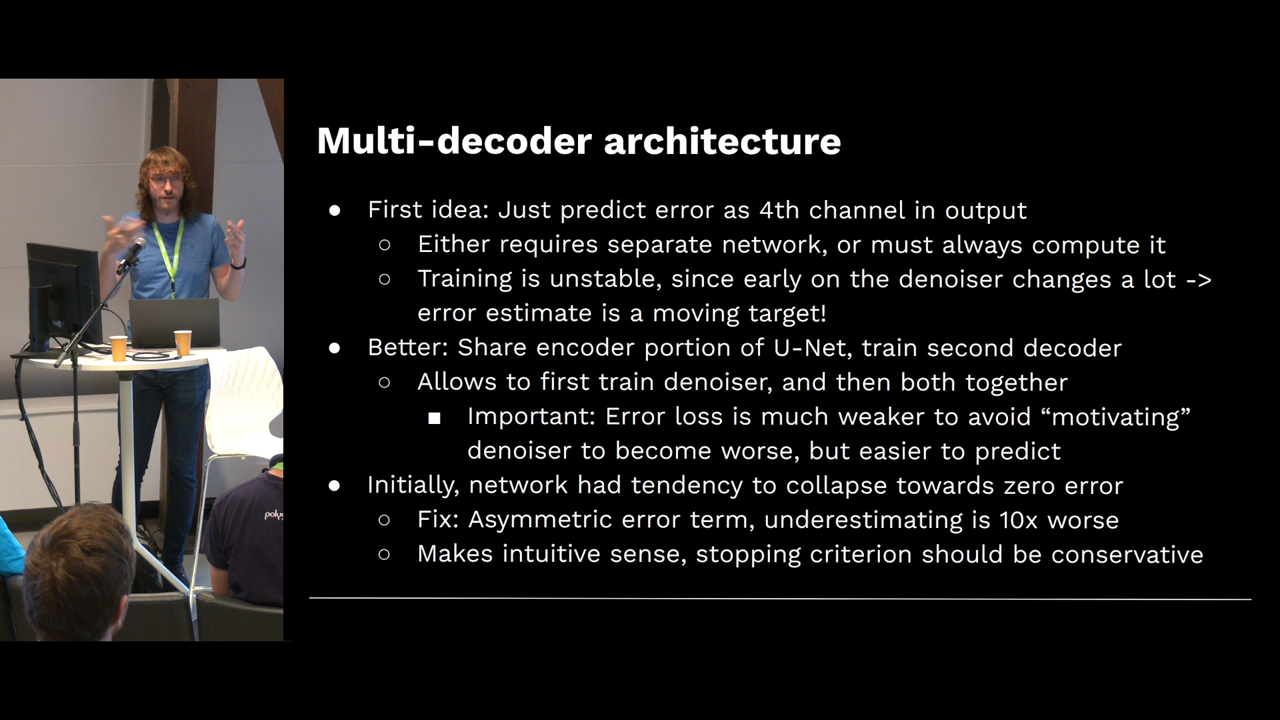 Multi-decoder architecture
● First idea: Just predict error as 4th channel in output
○ Either requires separate network, or must always compute it
○ Training is unstable, since early on the denoiser changes a lot ->
error estimate is a moving target!
● Better: Share encoder portion of U-Net, train second decoder
○ Allows to first train denoiser, and then both together
■ Important: Error loss is much weaker to avoid “motivating”
denoiser to become worse, but easier to predict
● Initially, network had tendency to collapse towards zero error
○ Fix: Asymmetric error term, underestimating is 10x worse
○ Makes intuitive sense, stopping criterion should be conservative